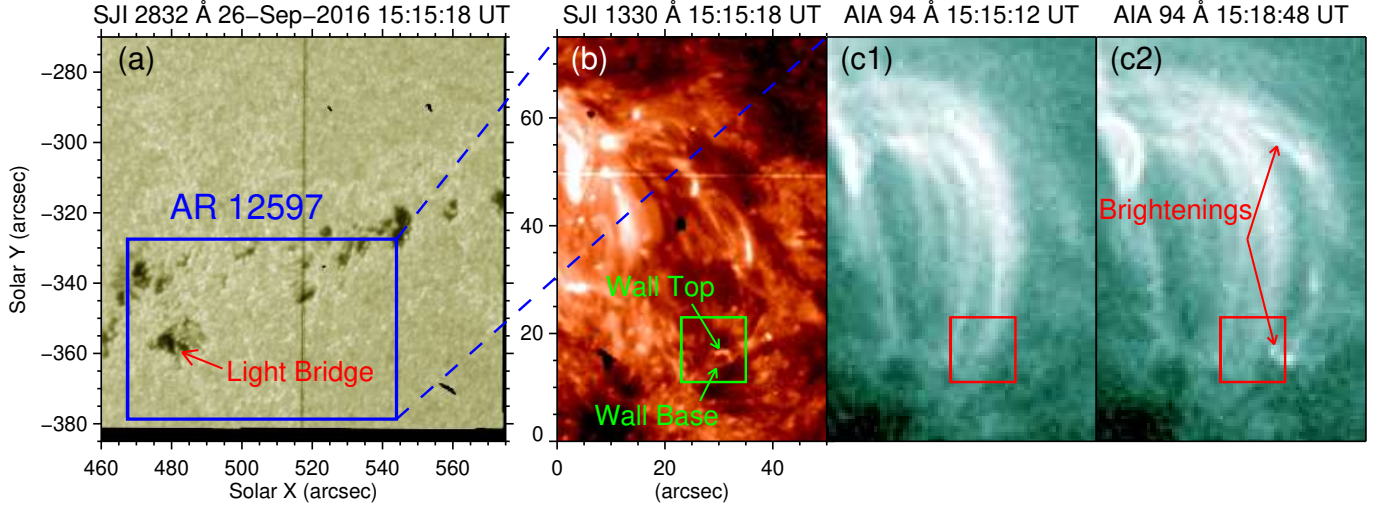 SJI 2832 Å 26−Sep−2016 15:15:18 UT
SJI 1330 Å 15:15:18 UT
AIA 94 Å 15:15:12 UT
AIA 94 Å 15:18:48 UT
(a)
(b)
(c1)
(c2)
−280
−300
−320
−340
−360
−380
Solar Y (arcsec)
AR 12597
Light Bridge
460 480 500 520 540 560
Solar X (arcsec)
60
40
20
0
Wall Top
Wall Base
0 20 40
(arcsec)
Brightenings